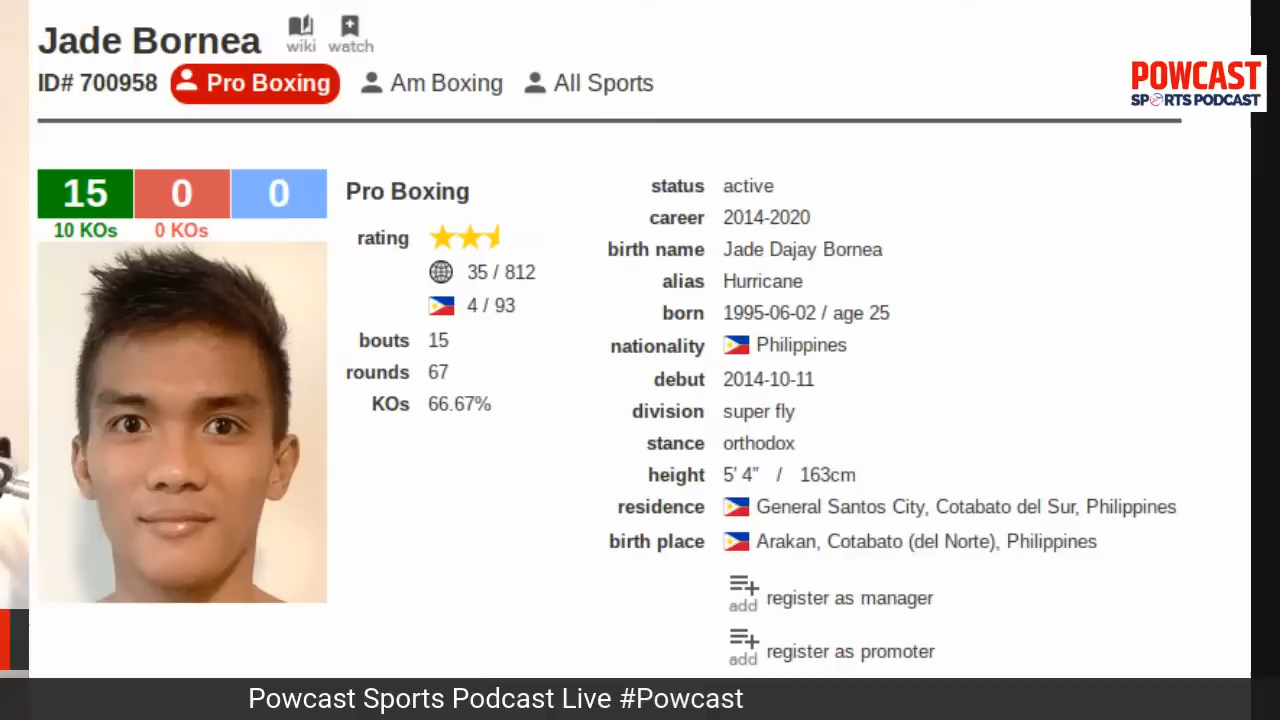 Jade Bornea
wiki watch
ID# 700958 Pro Boxing Am Boxing All Sports
POWCAST
SPORTS PODCAST
15 0 0
10 KOs 0 KOs
Pro Boxing
rating
35 / 812
4 / 93
bouts 15
rounds 67
KOs 66.67%
status active
career 2014-2020
birth name Jade Dajay Bornea
alias Hurricane
born 1995-06-02 / age 25
nationality Philippines
debut 2014-10-11
division super fly
stance orthodox
height 5′ 4″ / 163cm
residence General Santos City, Cotabato del Sur, Philippines
birth place Arakan, Cotabato (del Norte), Philippines
add register as manager
add register as promoter
Powcast Sports Podcast Live #Powcast